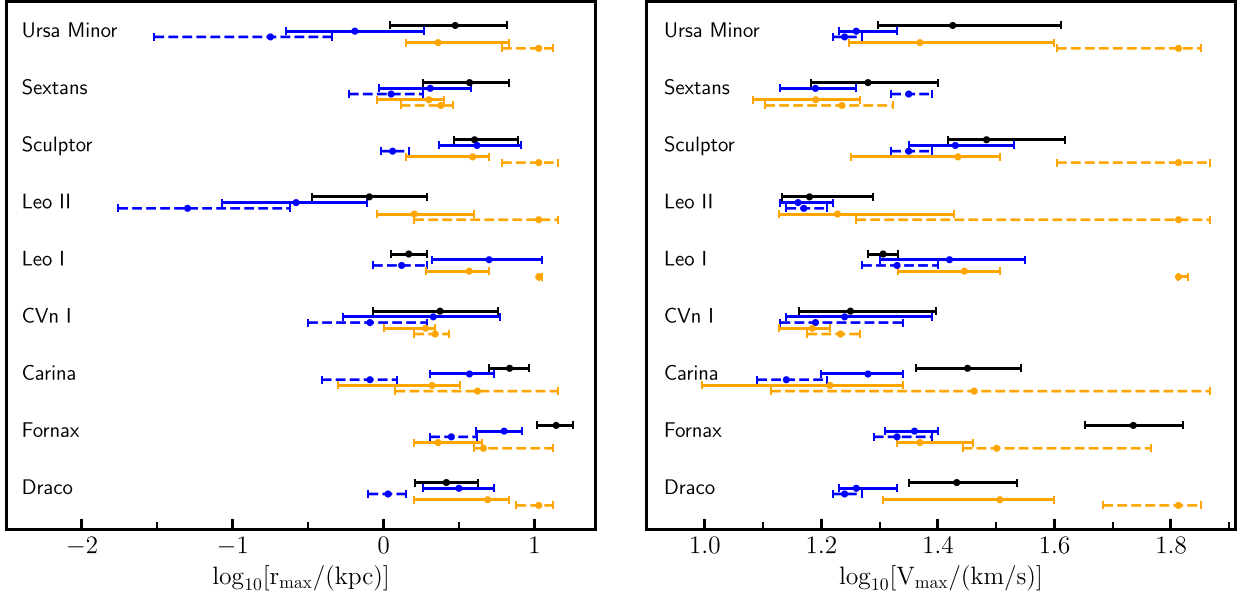 Ursa Minor
Sextans
Sculptor
Leo II
Leo I
CVn I
Carina
Fornax
Draco
−2 −1 0 1
log₁₀[r_max/(kpc)]
Ursa Minor
Sextans
Sculptor
Leo II
Leo I
CVn I
Carina
Fornax
Draco
1.0 1.2 1.4 1.6 1.8
log₁₀[V_max/(km/s)]